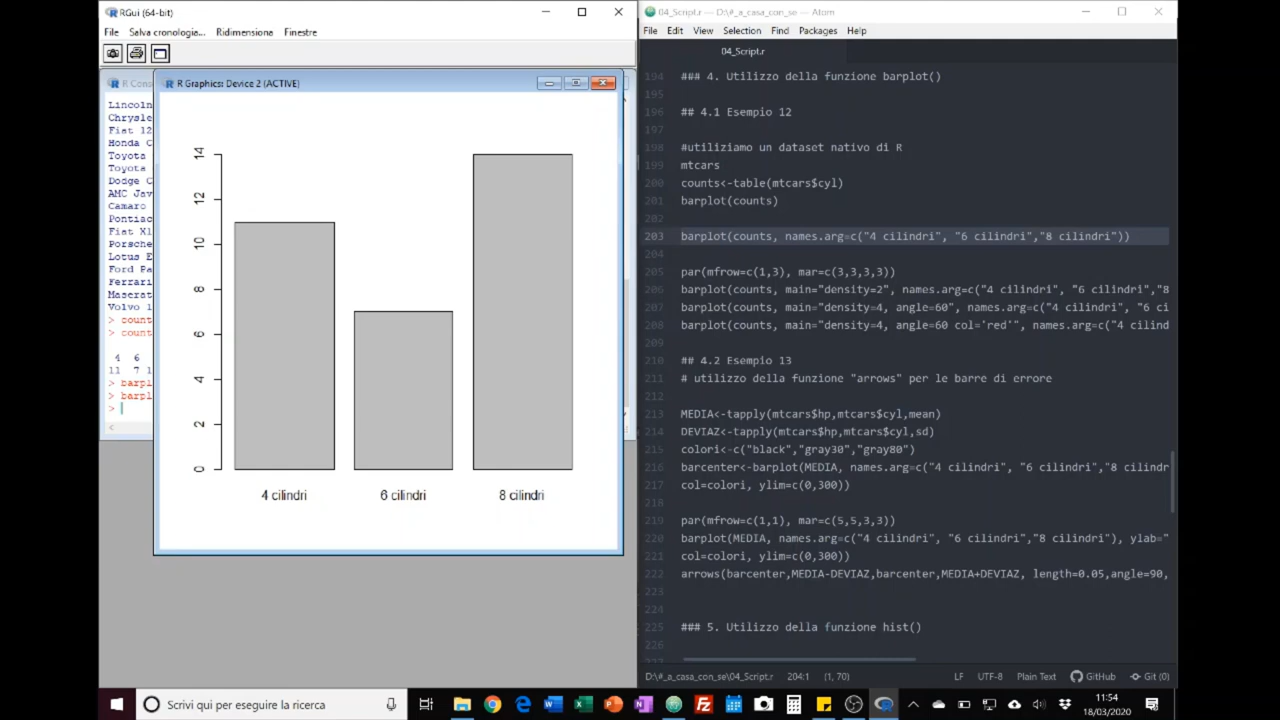 RGui (64-bit)
File Salva cronologia... Ridimensiona Finestre
R Graphics: Device 2 (ACTIVE)
Lincoln
Chrysle
Fiat 12
Honda C
Toyota
Toyota
Dodge C
AMC Jav
Camaro
Pontiac
Fiat X1
Porsche
Lotus E
Ford Pa
Ferrari
Maserat
Volvo 1
> count
> count
4 6
11 7 1
> barpl
> barpl
>
14
12
10
8
6
4
2
0
4 cilindri 6 cilindri 8 cilindri
04_Script.r — D:\#_a_casa_con_se — Atom
File Edit View Selection Find Packages Help
04_Script.r
194 ### 4. Utilizzo della funzione barplot()
195
196 ## 4.1 Esempio 12
197
198 #utiliziamo un dataset nativo di R
199 mtcars
200 counts<-table(mtcars$cyl)
201 barplot(counts)
202
203 barplot(counts, names.arg=c("4 cilindri", "6 cilindri","8 cilindri"))
204
205 par(mfrow=c(1,3), mar=c(3,3,3,3))
206 barplot(counts, main="density=2", names.arg=c("4 cilindri", "6 cilindri","8
207 barplot(counts, main="density=4, angle=60", names.arg=c("4 cilindri", "6 ci
208 barplot(counts, main="density=4, angle=60 col='red'", names.arg=c("4 cilind
209
210 ## 4.2 Esempio 13
211 # utilizzo della funzione "arrows" per le barre di errore
212
213 MEDIA<-tapply(mtcars$hp,mtcars$cyl,mean)
214 DEVIAZ<-tapply(mtcars$hp,mtcars$cyl,sd)
215 colori<-c("black","gray30","gray80")
216 barcenter<-barplot(MEDIA, names.arg=c("4 cilindri", "6 cilindri","8 cilindr
217 col=colori, ylim=c(0,300))
218
219 par(mfrow=c(1,1), mar=c(5,5,3,3))
220 barplot(MEDIA, names.arg=c("4 cilindri", "6 cilindri","8 cilindri"), ylab="
221 col=colori, ylim=c(0,300))
222 arrows(barcenter,MEDIA-DEVIAZ,barcenter,MEDIA+DEVIAZ, length=0.05,angle=90,
223
224
225 ### 5. Utilizzo della funzione hist()
226
D:\#_a_casa_con_se\04_Script.r 204:1 (1, 70) LF UTF-8 Plain Text GitHub Git (0)
Scrivi qui per eseguire la ricerca
11:54
18/03/2020